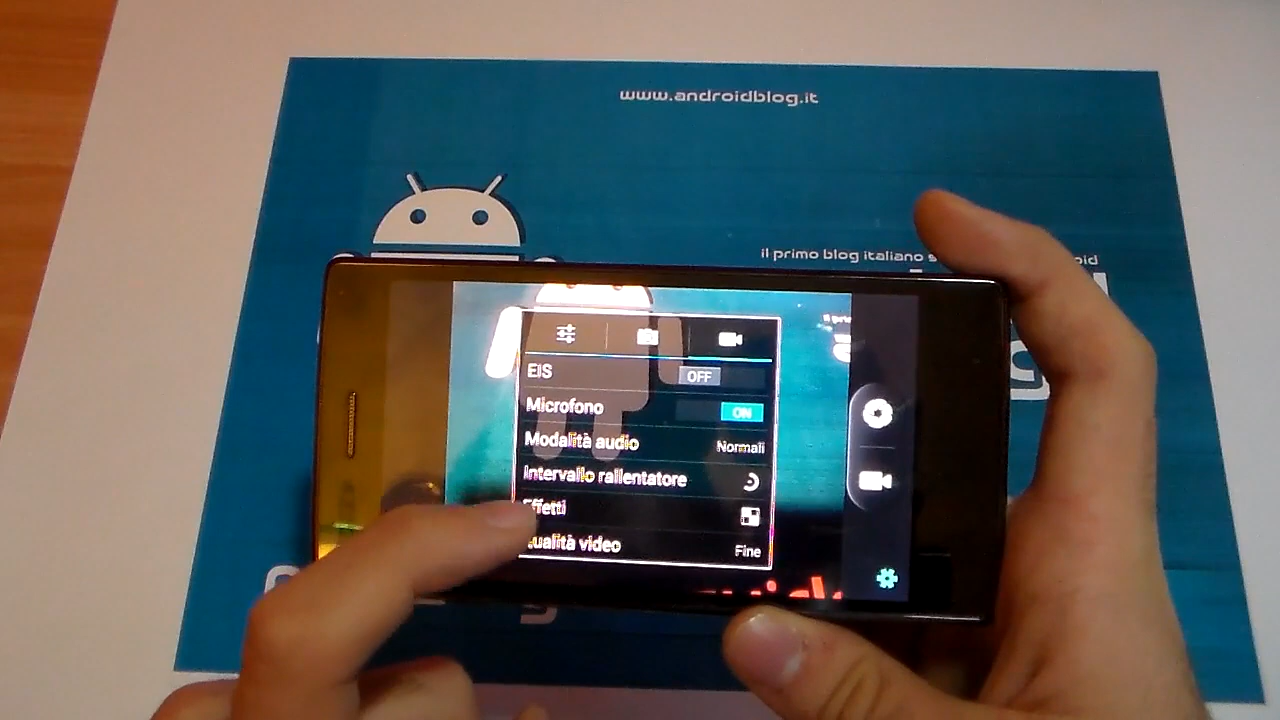 www.androidblog.it
il primo blog italiano
EIS OFF
Microfono ON
Modalità audio Normali
Intervallo rallentatore
Effetti
ualità video Fine